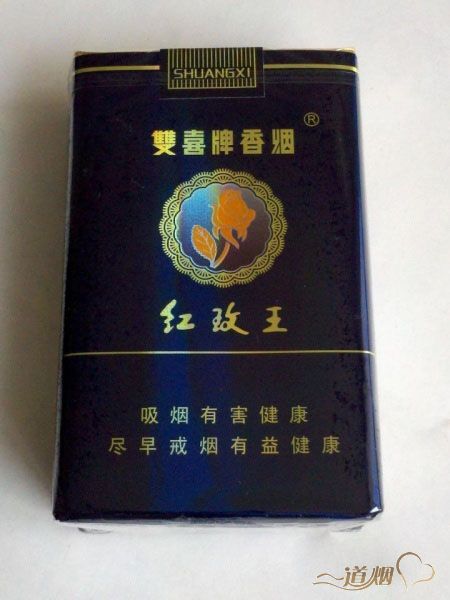 SHUANGXI
雙喜牌香烟®
红玫王
吸烟有害健康
尽早戒烟有益健康
一道烟